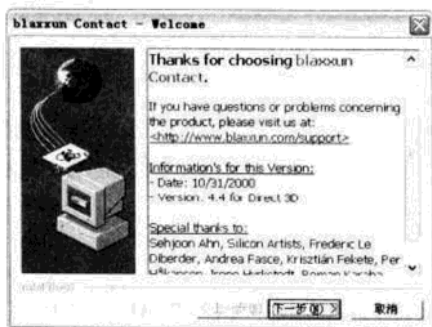 blaxxun Contact - Welcome
Thanks for choosing blaxxun
Contact.
If you have questions or problems concerning
the product, please visit us at:
<http://www.blaxxun.com/support>
Information's for this Version:
- Date: 10/31/2000
- Version: 4.4 for Direct 3D
Special thanks to:
Sehjoon Ahn, Silicon Artists, Frederic Le
Diberder, Andrea Fasce, Krisztián Fekete, Per
下一步(N) >
取消